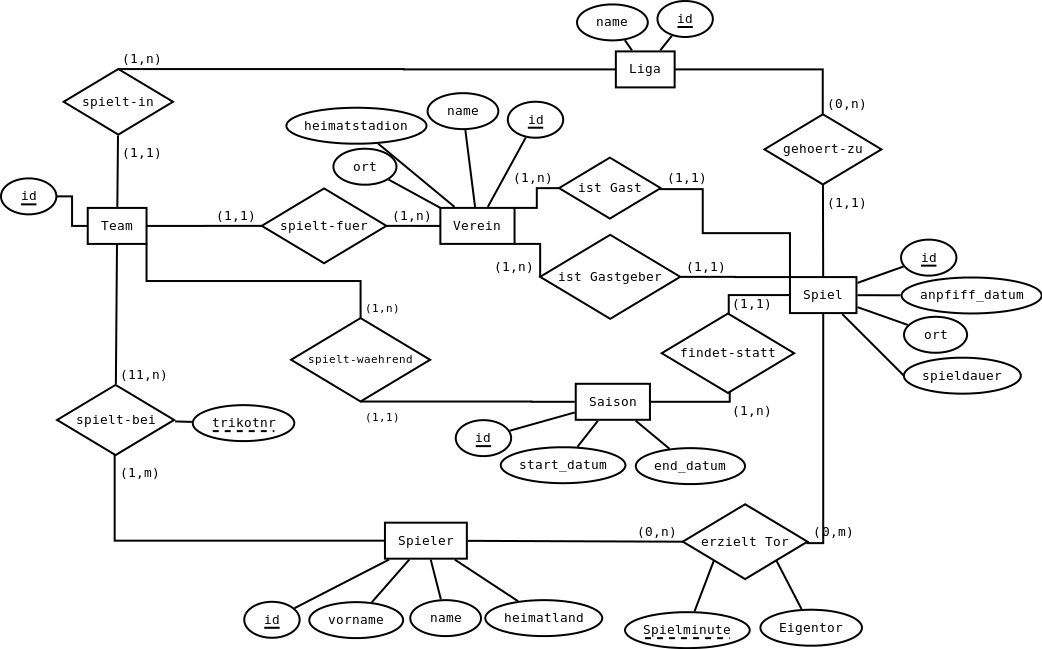 name
id
(1,n)
Liga
spielt-in
(0,n)
heimatstadion
name
id
gehoert-zu
(1,1)
ort
(1,n)
ist Gast
(1,1)
id
(1,1)
Team
(1,1)
spielt-fuer
(1,n)
Verein
(1,n)
ist Gastgeber
(1,1)
id
Spiel
anpfiff_datum
(1,n)
(1,1)
ort
spielt-waehrend
findet-statt
(11,n)
spieldauer
Saison
(1,n)
(1,1)
spielt-bei
trikotnr
id
start_datum
end_datum
(1,m)
(0,n)
erzielt Tor
(0,m)
Spieler
id
vorname
name
heimatland
Spielminute
Eigentor